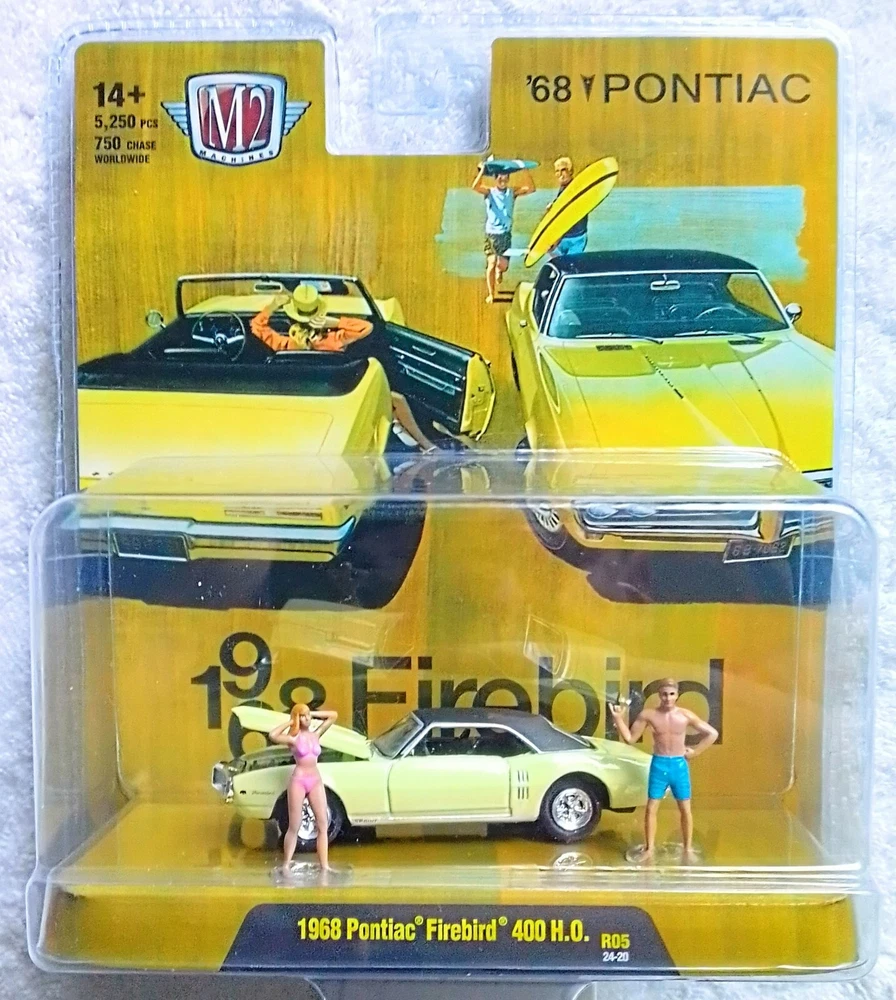 14+
5,250 PCS
750 CHASE
WORLDWIDE
M2
MACHINES
'68 PONTIAC
1968 Firebird
1968 Pontiac® Firebird® 400 H.O.
R05
24-20